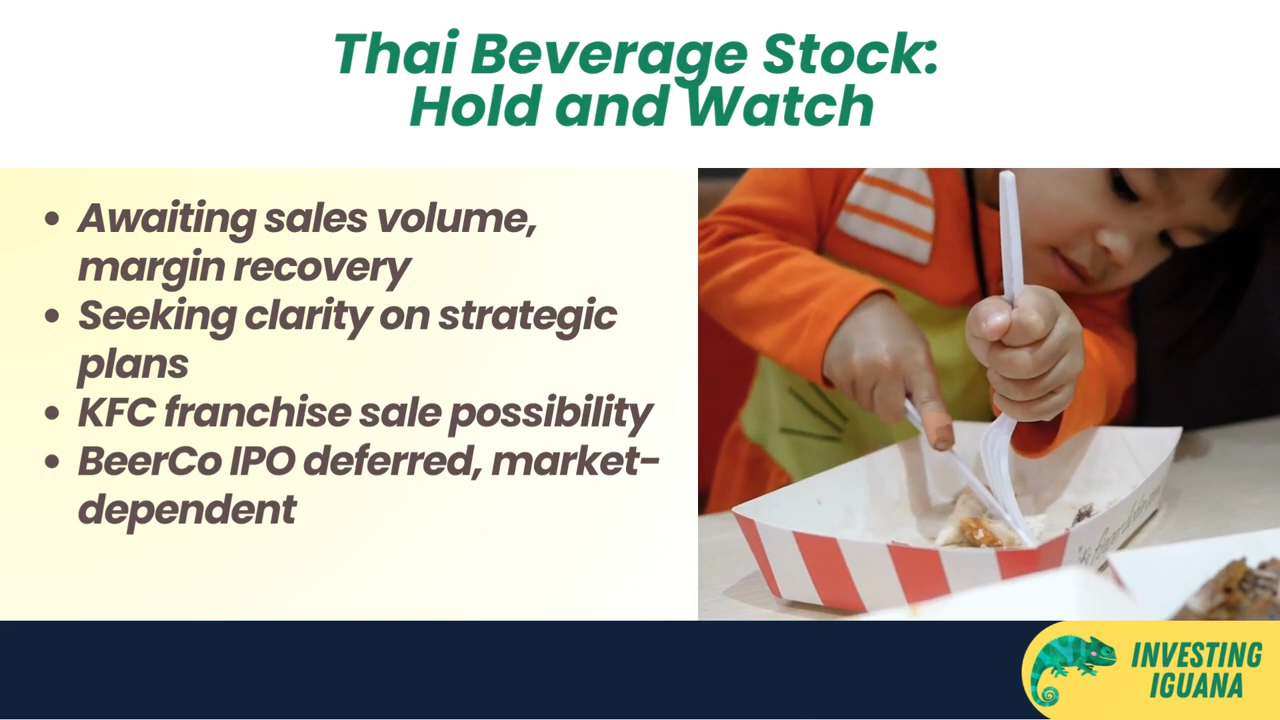 Thai Beverage Stock:
Hold and Watch
• Awaiting sales volume,
margin recovery
• Seeking clarity on strategic
plans
• KFC franchise sale possibility
• BeerCo IPO deferred, market-
dependent
INVESTING
IGUANA